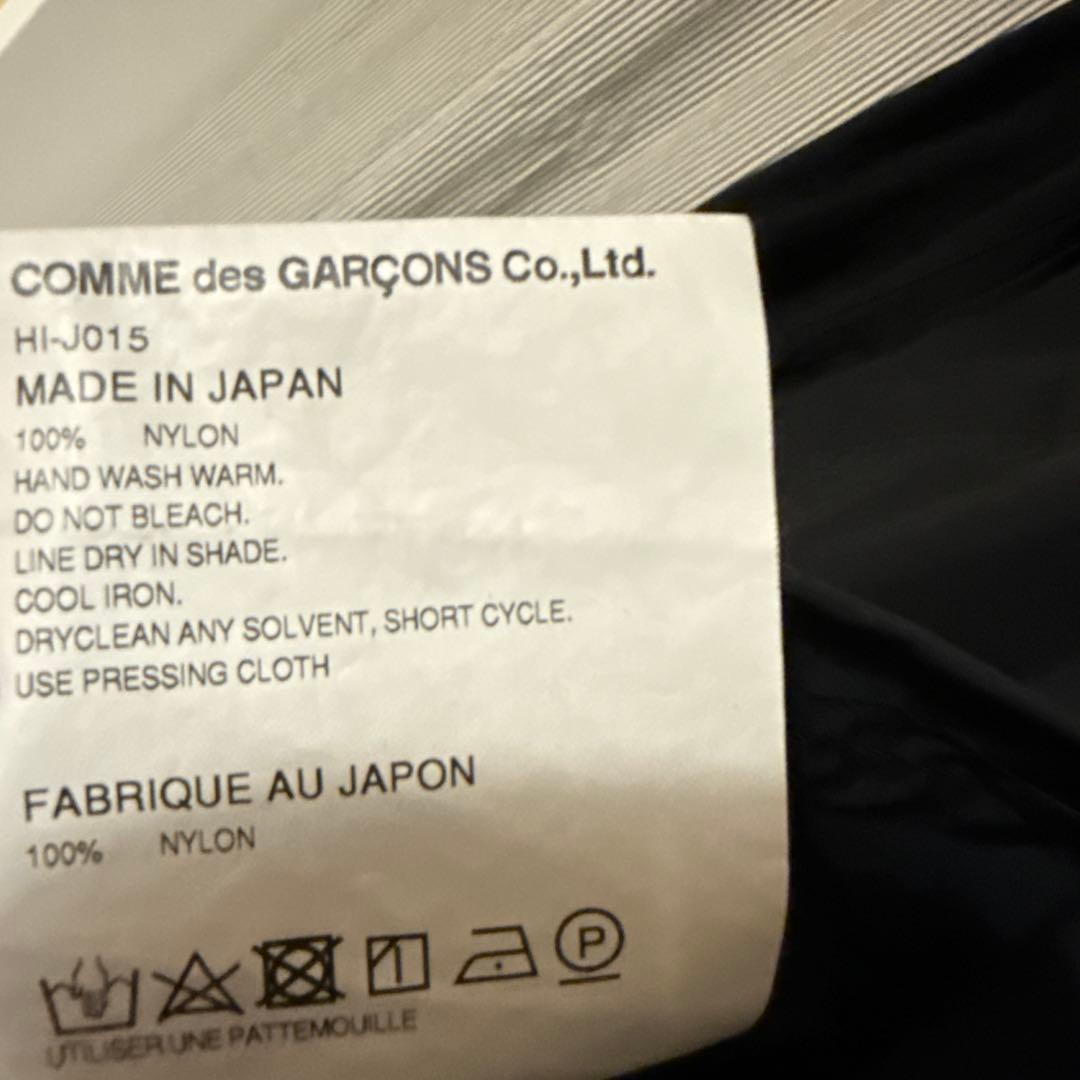 COMME des GARÇONS Co.,Ltd.
HI-J015
MADE IN JAPAN
100% NYLON
HAND WASH WARM.
DO NOT BLEACH.
LINE DRY IN SHADE.
COOL IRON.
DRYCLEAN ANY SOLVENT, SHORT CYCLE.
USE PRESSING CLOTH
FABRIQUE AU JAPON
100% NYLON
P
UTILISER UNE PATTEMOUILLE